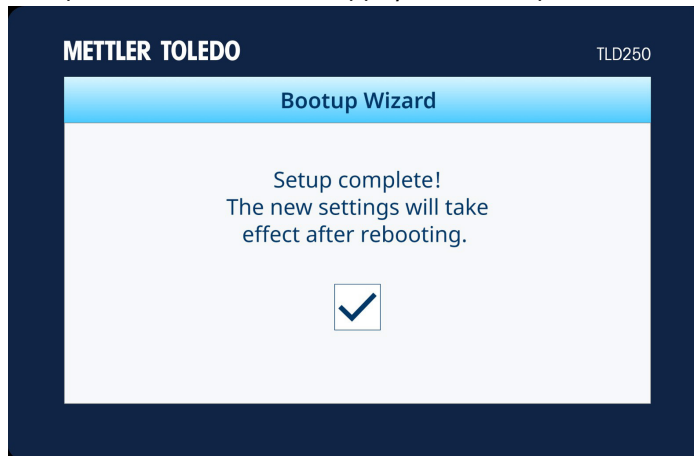 METTLER TOLEDO
TLD250
Bootup Wizard
Setup complete!
The new settings will take
effect after rebooting.